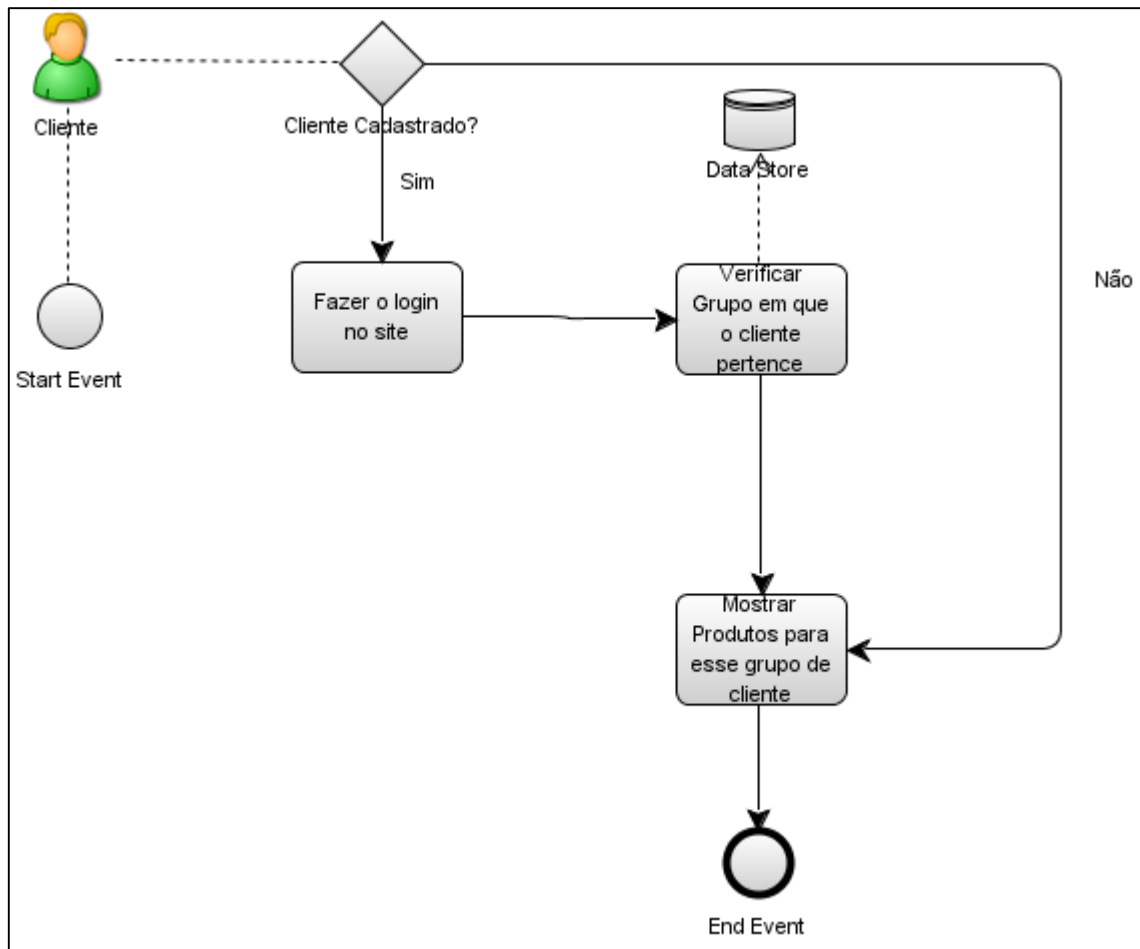 Cliente
Cliente Cadastrado?
Sim
Data Store
Não
Start Event
Fazer o login
no site
Verificar
Grupo em que
o cliente
pertence
Mostrar
Produtos para
esse grupo de
cliente
End Event